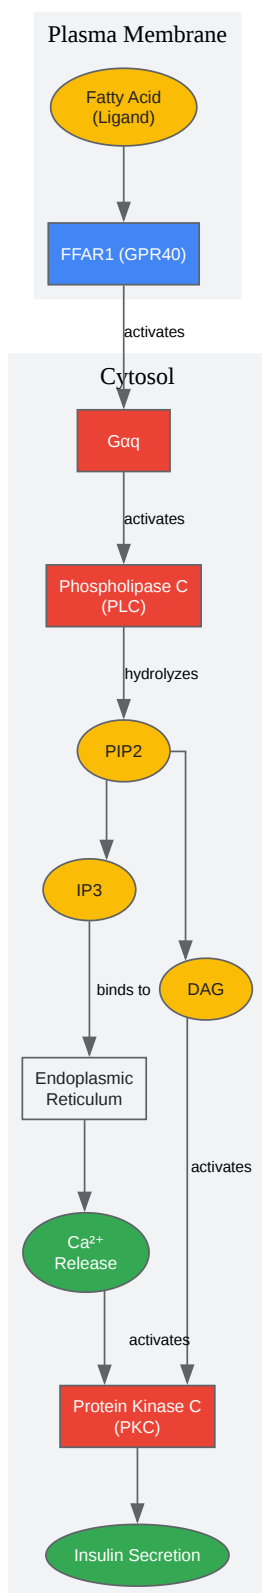 Plasma Membrane
Fatty Acid
(Ligand)
FFAR1 (GPR40)
activates
Cytosol
Gαq
activates
Phospholipase C
(PLC)
hydrolyzes
PIP2
IP3
binds to
DAG
Endoplasmic
Reticulum
activates
Ca²⁺
Release
activates
Protein Kinase C
(PKC)
Insulin Secretion